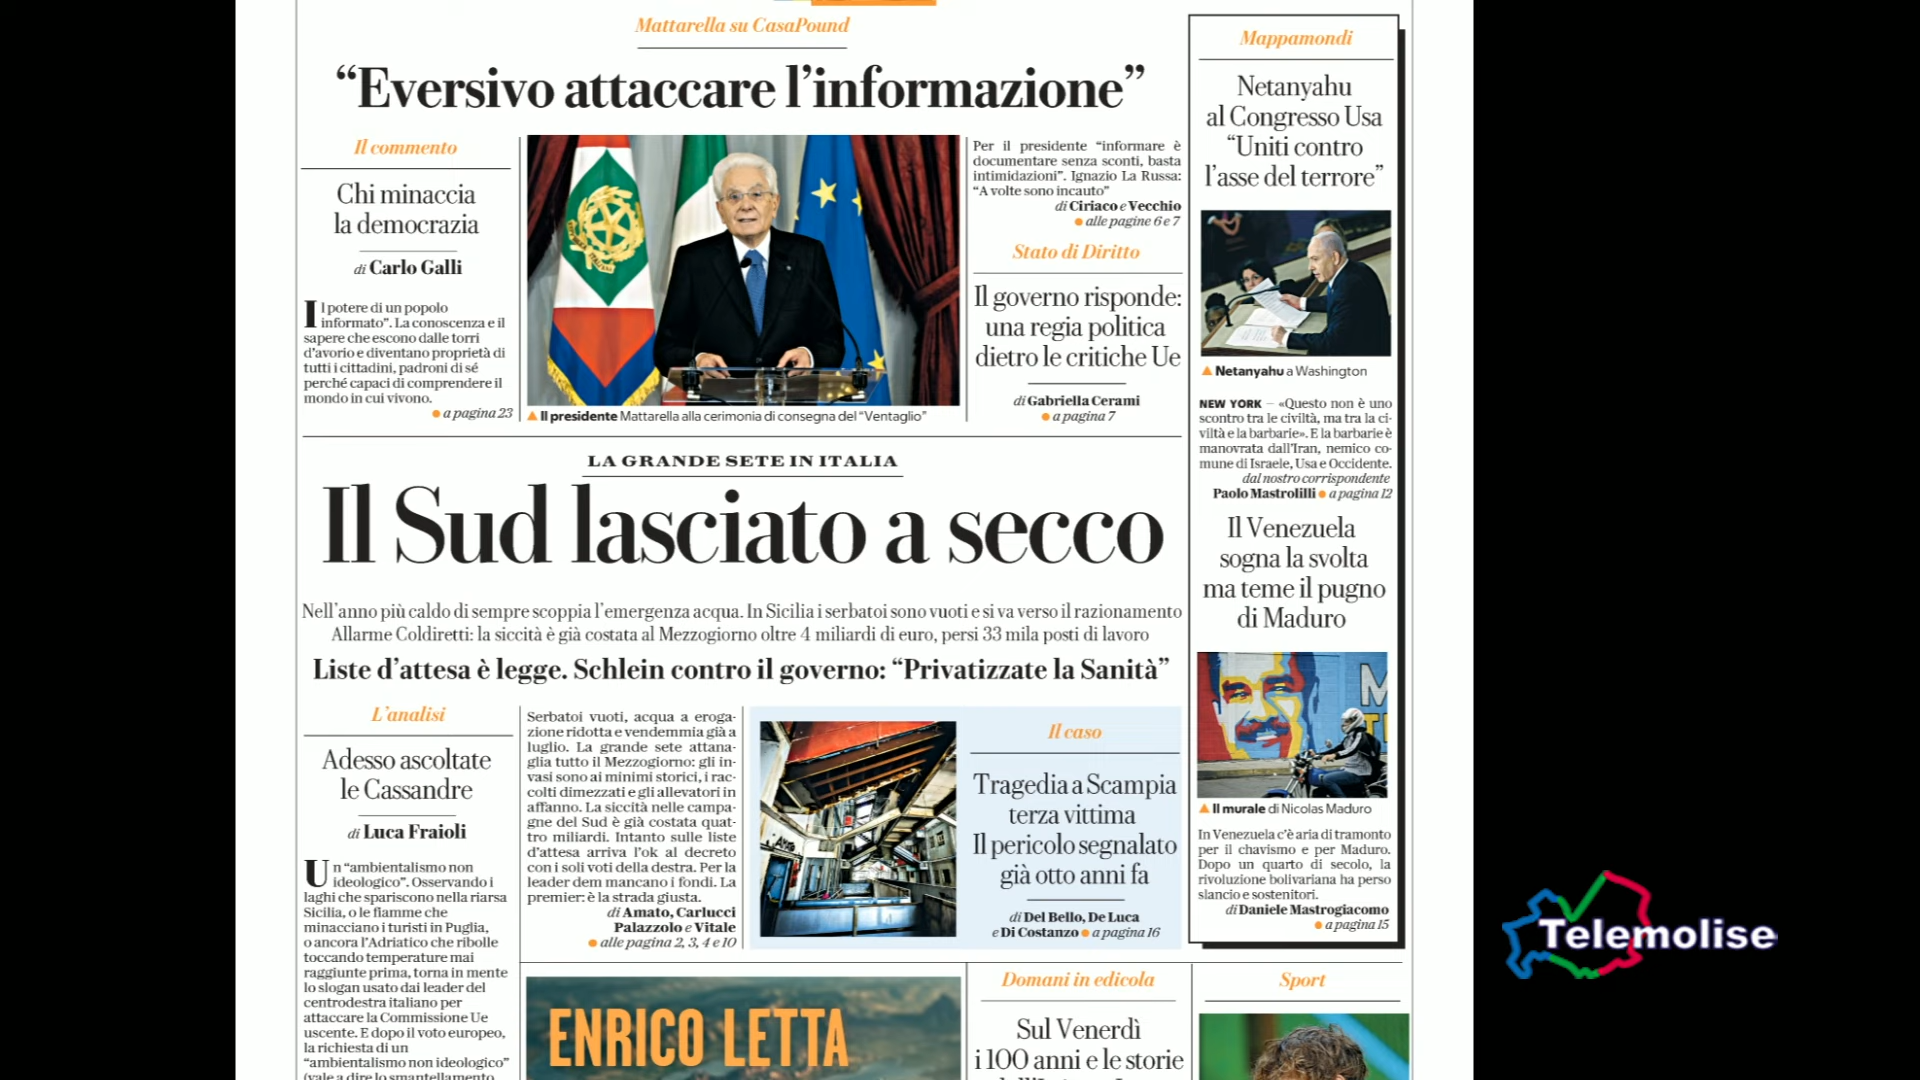 Mattarella su CasaPound
“Eversivo attaccare l’informazione”
Il commento
Chi minaccia
la democrazia
di Carlo Galli
Il potere di un popolo
informato”. La conoscenza e il
sapere che escono dalle torri
d’avorio e diventano proprietà di
tutti i cittadini, padroni di sé
perché capaci di comprendere il
mondo in cui vivono.
● a pagina 23
▲ Il presidente Mattarella alla cerimonia di consegna del “Ventaglio”
Per il presidente “informare è
documentare senza sconti, basta
intimidazioni”. Ignazio La Russa:
“A volte sono incauto”
di Ciriaco e Vecchio
● alle pagine 6 e 7
Stato di Diritto
Il governo risponde:
una regia politica
dietro le critiche Ue
di Gabriella Cerami
● a pagina 7
LA GRANDE SETE IN ITALIA
Il Sud lasciato a secco
Nell’anno più caldo di sempre scoppia l’emergenza acqua. In Sicilia i serbatoi sono vuoti e si va verso il razionamento
Allarme Coldiretti: la siccità è già costata al Mezzogiorno oltre 4 miliardi di euro, persi 33 mila posti di lavoro
Liste d’attesa è legge. Schlein contro il governo: “Privatizzate la Sanità”
L’analisi
Adesso ascoltate
le Cassandre
di Luca Fraioli
Un “ambientalismo non
ideologico”. Osservando i
laghi che spariscono nella riarsa
Sicilia, o le fiamme che
minacciano i turisti in Puglia,
o ancora l’Adriatico che ribolle
toccando temperature mai
raggiunte prima, torna in mente
lo slogan usato dai leader del
centrodestra italiano per
attaccare la Commissione Ue
uscente. E dopo il voto europeo,
la richiesta di un
“ambientalismo non ideologico”
(vale a dire lo smantellamento
Serbatoi vuoti, acqua a eroga-
zione ridotta e vendemmia già a
luglio. La grande sete attana-
glia tutto il Mezzogiorno: gli in-
vasi sono ai minimi storici, i rac-
colti dimezzati e gli allevatori in
affanno. La siccità nelle campa-
gne del Sud è già costata quat-
tro miliardi. Intanto sulle liste
d’attesa arriva l’ok al decreto
con i soli voti della destra. Per la
leader dem mancano i fondi. La
premier: è la strada giusta.
di Amato, Carlucci
Palazzolo e Vitale
● alle pagine 2, 3, 4 e 10
Il caso
Tragedia a Scampia
terza vittima
Il pericolo segnalato
già otto anni fa
di Del Bello, De Luca
e Di Costanzo ● a pagina 16
ENRICO LETTA
Domani in edicola
Sul Venerdì
i 100 anni e le storie
Sport
Mappamondi
Netanyahu
al Congresso Usa
“Uniti contro
l’asse del terrore”
▲ Netanyahu a Washington
NEW YORK – «Questo non è uno
scontro tra le civiltà, ma tra la ci-
viltà e la barbarie». E la barbarie è
manovrata dall’Iran, nemico co-
mune di Israele, Usa e Occidente.
dal nostro corrispondente
Paolo Mastrolilli ● a pagina 12
Il Venezuela
sogna la svolta
ma teme il pugno
di Maduro
▲ Il murale di Nicolas Maduro
In Venezuela c’è aria di tramonto
per il chavismo e per Maduro.
Dopo un quarto di secolo, la
rivoluzione bolivariana ha perso
slancio e sostenitori.
di Daniele Mastrogiacomo
● a pagina 15
Telemolise